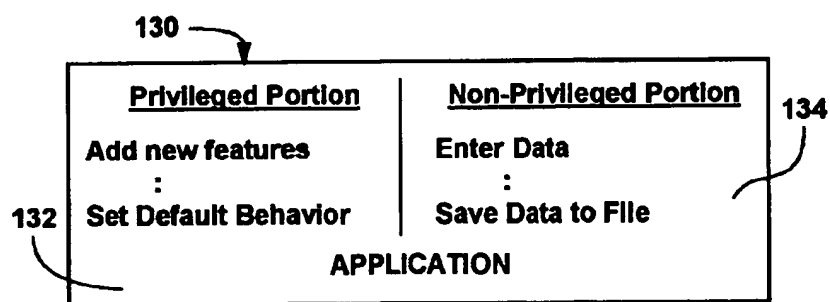 130
Privileged Portion
Non-Privileged Portion
134
Add new features
Enter Data
:
:
132
Set Default Behavior
Save Data to File
APPLICATION